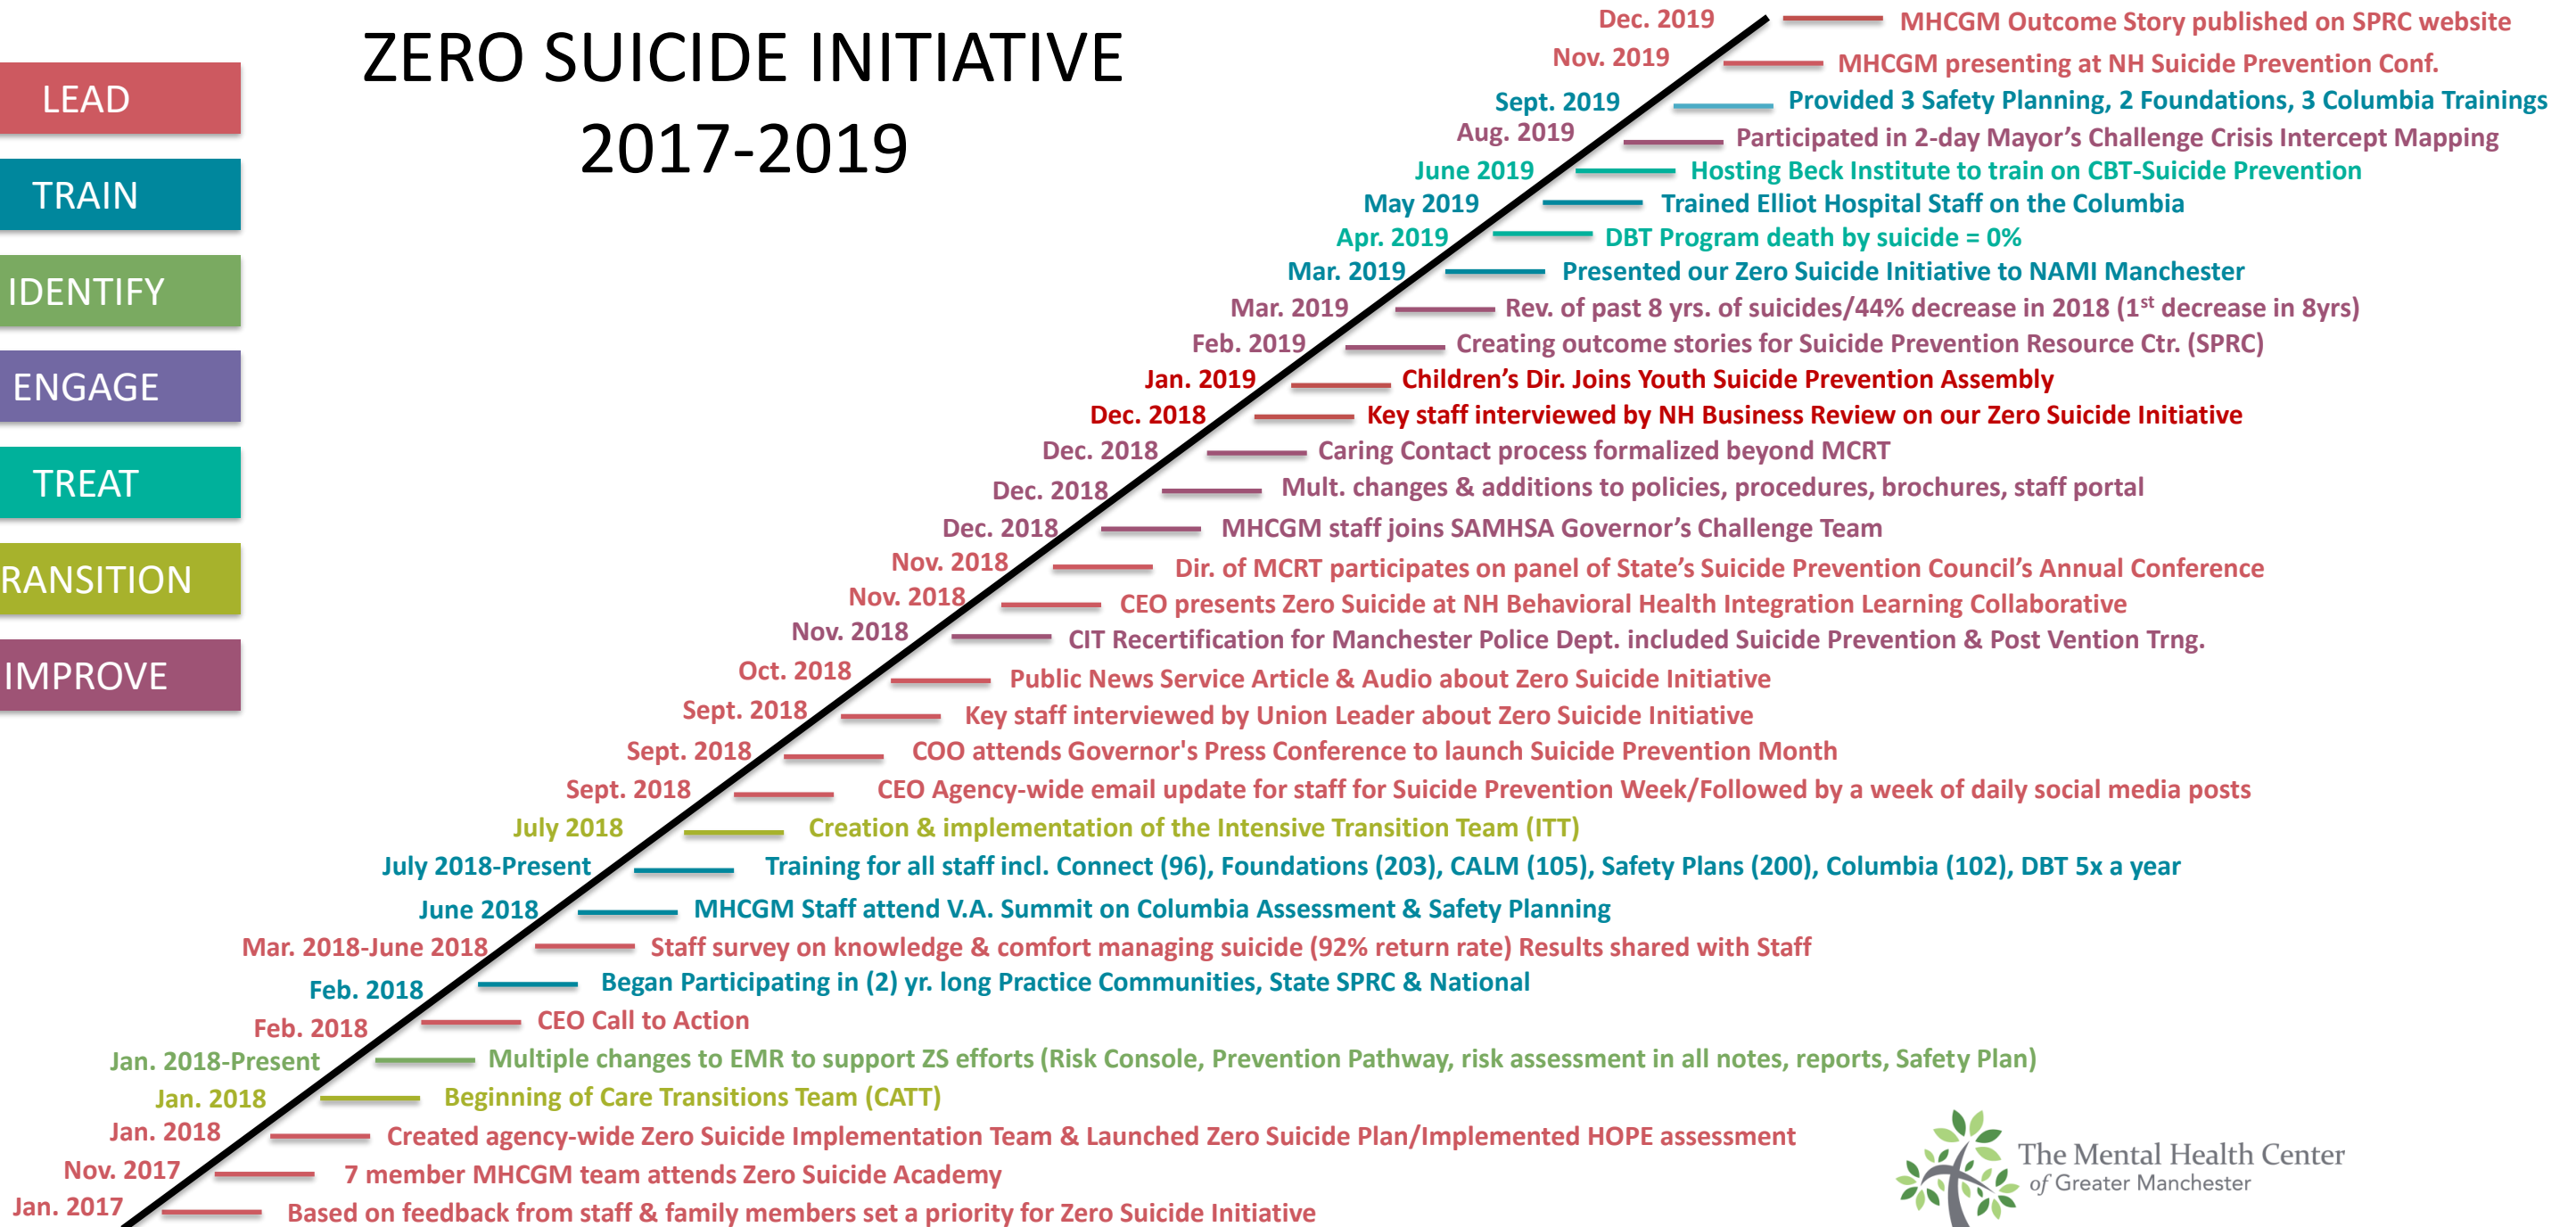 ZERO SUICIDE INITIATIVE
2017-2019
LEAD
TRAIN
IDENTIFY
ENGAGE
TREAT
RANSITION
IMPROVE
Dec. 2019 MHCGM Outcome Story published on SPRC website
Nov. 2019 MHCGM presenting at NH Suicide Prevention Conf.
Sept. 2019 Provided 3 Safety Planning, 2 Foundations, 3 Columbia Trainings
Aug. 2019 Participated in 2-day Mayor’s Challenge Crisis Intercept Mapping
June 2019 Hosting Beck Institute to train on CBT-Suicide Prevention
May 2019 Trained Elliot Hospital Staff on the Columbia
Apr. 2019 DBT Program death by suicide = 0%
Mar. 2019 Presented our Zero Suicide Initiative to NAMI Manchester
Mar. 2019 Rev. of past 8 yrs. of suicides/44% decrease in 2018 (1st decrease in 8yrs)
Feb. 2019 Creating outcome stories for Suicide Prevention Resource Ctr. (SPRC)
Jan. 2019 Children’s Dir. Joins Youth Suicide Prevention Assembly
Dec. 2018 Key staff interviewed by NH Business Review on our Zero Suicide Initiative
Dec. 2018 Caring Contact process formalized beyond MCRT
Dec. 2018 Mult. changes & additions to policies, procedures, brochures, staff portal
Dec. 2018 MHCGM staff joins SAMHSA Governor’s Challenge Team
Nov. 2018 Dir. of MCRT participates on panel of State’s Suicide Prevention Council’s Annual Conference
Nov. 2018 CEO presents Zero Suicide at NH Behavioral Health Integration Learning Collaborative
Nov. 2018 CIT Recertification for Manchester Police Dept. included Suicide Prevention & Post Vention Trng.
Oct. 2018 Public News Service Article & Audio about Zero Suicide Initiative
Sept. 2018 Key staff interviewed by Union Leader about Zero Suicide Initiative
Sept. 2018 COO attends Governor's Press Conference to launch Suicide Prevention Month
Sept. 2018 CEO Agency-wide email update for staff for Suicide Prevention Week/Followed by a week of daily social media posts
July 2018 Creation & implementation of the Intensive Transition Team (ITT)
July 2018-Present Training for all staff incl. Connect (96), Foundations (203), CALM (105), Safety Plans (200), Columbia (102), DBT 5x a year
June 2018 MHCGM Staff attend V.A. Summit on Columbia Assessment & Safety Planning
Mar. 2018-June 2018 Staff survey on knowledge & comfort managing suicide (92% return rate) Results shared with Staff
Feb. 2018 Began Participating in (2) yr. long Practice Communities, State SPRC & National
Feb. 2018 CEO Call to Action
Jan. 2018-Present Multiple changes to EMR to support ZS efforts (Risk Console, Prevention Pathway, risk assessment in all notes, reports, Safety Plan)
Jan. 2018 Beginning of Care Transitions Team (CATT)
Jan. 2018 Created agency-wide Zero Suicide Implementation Team & Launched Zero Suicide Plan/Implemented HOPE assessment
Nov. 2017 7 member MHCGM team attends Zero Suicide Academy
Jan. 2017 Based on feedback from staff & family members set a priority for Zero Suicide Initiative
The Mental Health Center
of Greater Manchester